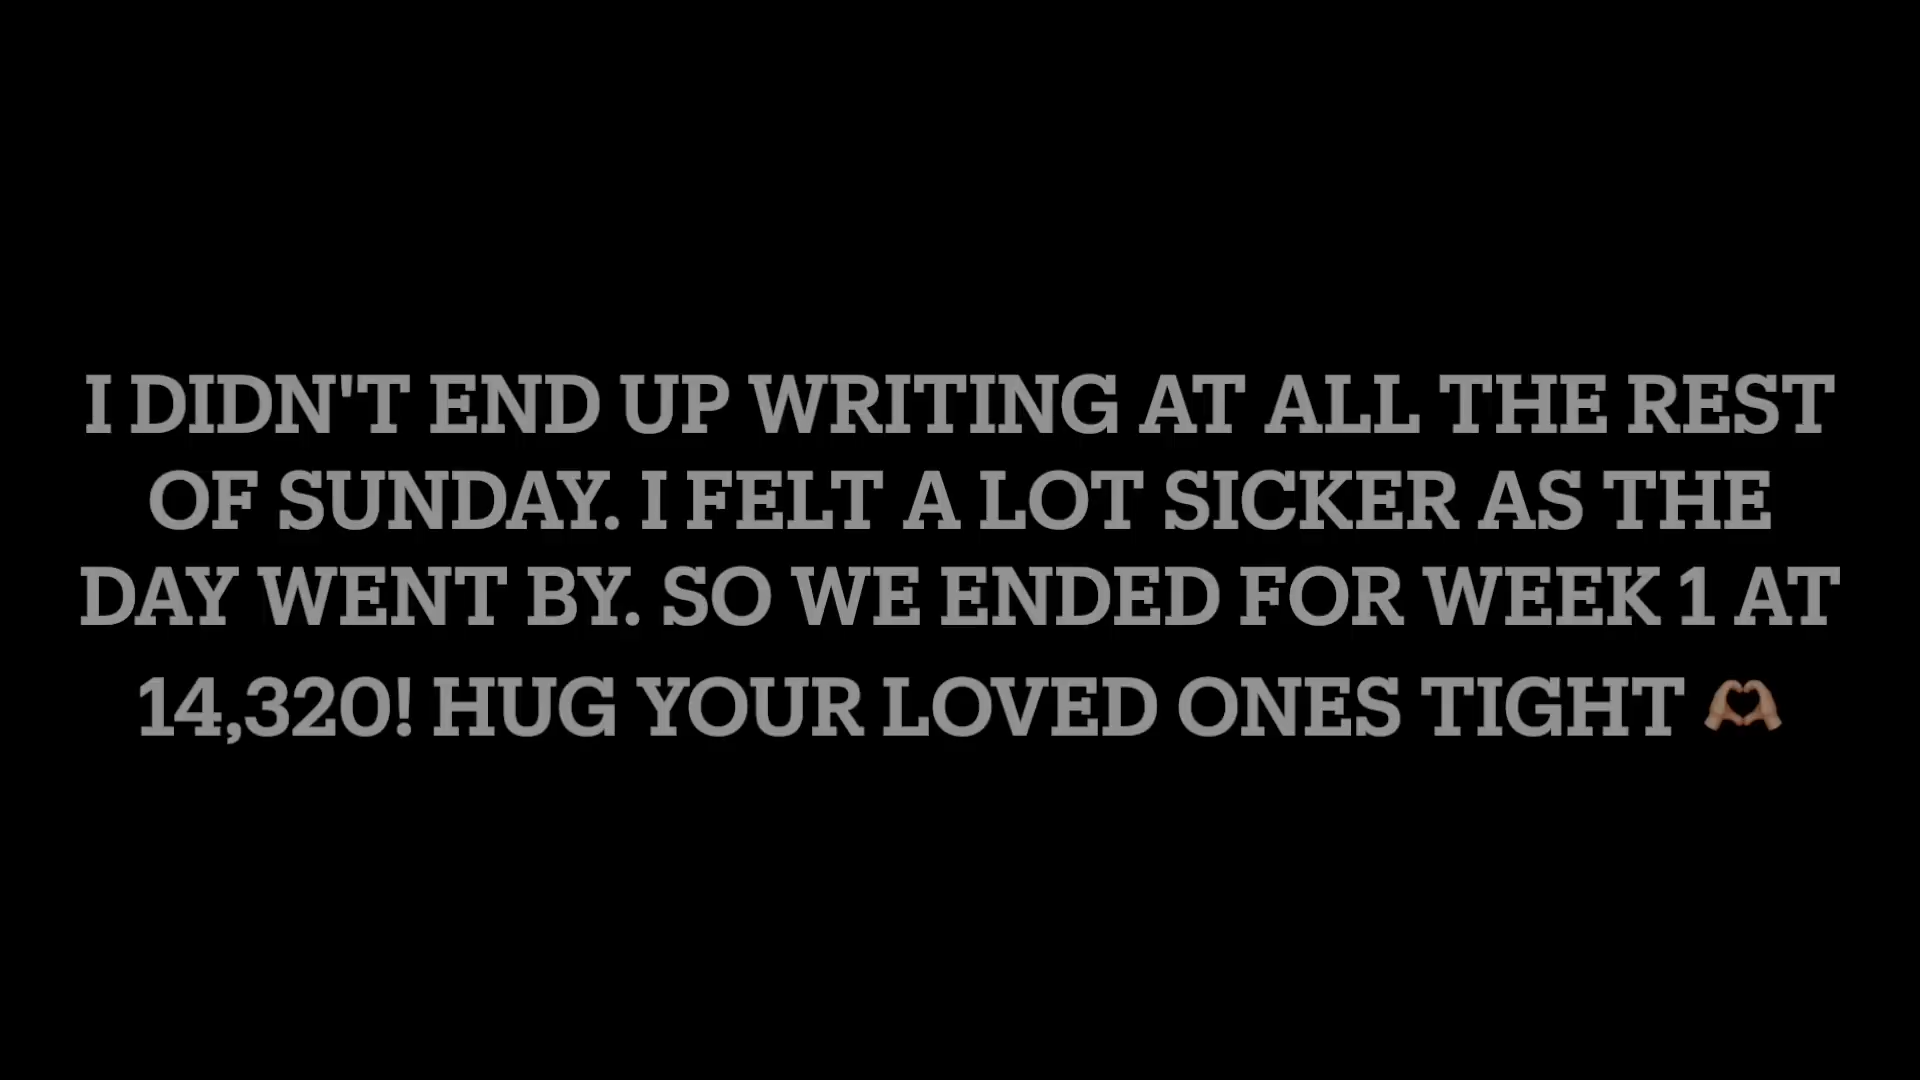 I DIDN'T END UP WRITING AT ALL THE REST
OF SUNDAY. I FELT A LOT SICKER AS THE
DAY WENT BY. SO WE ENDED FOR WEEK 1 AT
14,320! HUG YOUR LOVED ONES TIGHT 🫶🏼